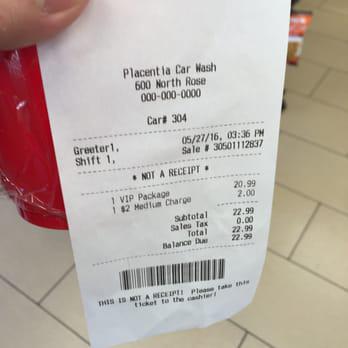 Placentia Car Wash
600 North Rose
000-000-0000
Car# 304
Greeter1, 05/27/16, 03:36 PM
Shift 1, Sale # 30501112837
* NOT A RECEIPT *
1 VIP Package 20.99
1 $2 Medium Charge 2.00
Subtotal 22.99
Sales Tax 0.00
Total 22.99
Balance Due 22.99
THIS IS NOT A RECEIPT! Please take this
ticket to the cashier!